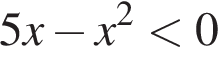 5x − x² < 0